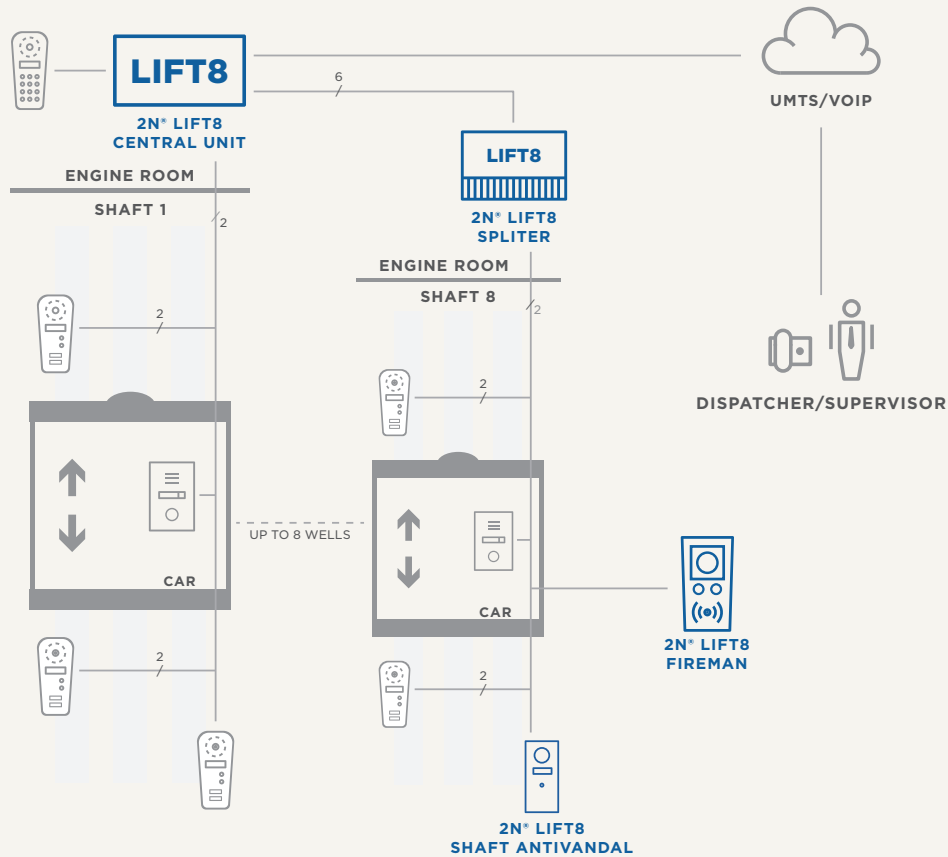 LIFT8
2N® LIFT8
CENTRAL UNIT
6
UMTS/VOIP
LIFT8
2N® LIFT8
SPLITER
ENGINE ROOM
SHAFT 1
2
ENGINE ROOM
SHAFT 8
2
2
2
DISPATCHER/SUPERVISOR
UP TO 8 WELLS
CAR
CAR
2N® LIFT8
FIREMAN
2
2
2N® LIFT8
SHAFT ANTIVANDAL